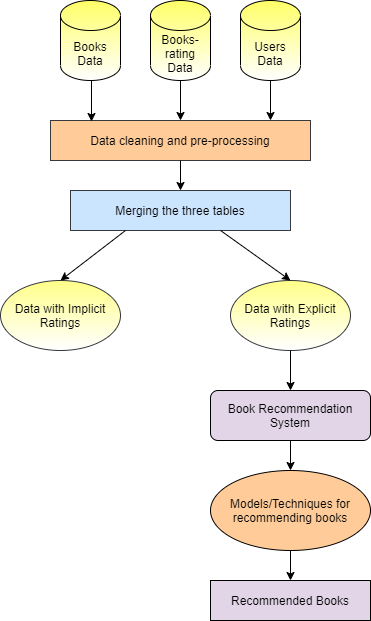 Books
Data
Books-
rating
Data
Users
Data
Data cleaning and pre-processing
Merging the three tables
Data with Implicit
Ratings
Data with Explicit
Ratings
Book Recommendation
System
Models/Techniques for
recommending books
Recommended Books